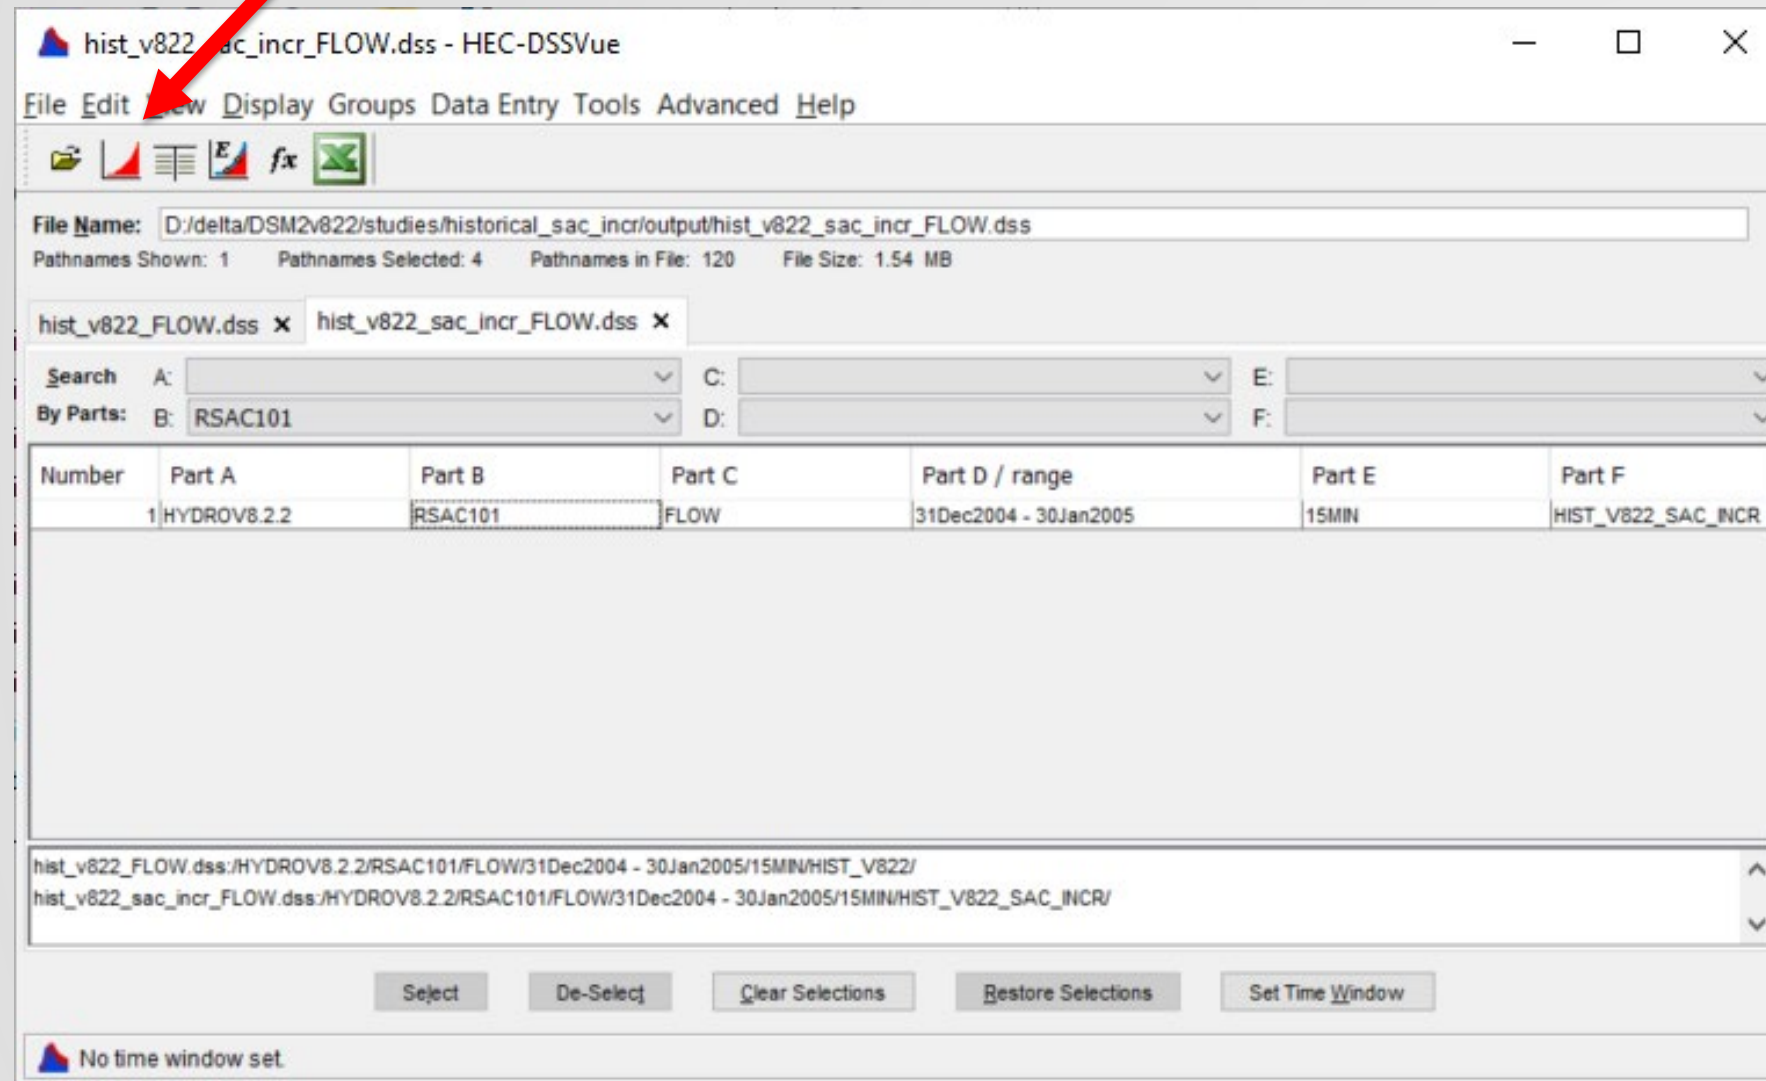 hist_v822_ ac_incr_FLOW.dss - HEC-DSSVue
File Edit Display Groups Data Entry Tools Advanced Help
E fx X
File Name: D:/delta/DSM2v822/studies/historical_sac_incr/output/hist_v822_sac_incr_FLOW.dss
Pathnames Shown: 1 Pathnames Selected: 4 Pathnames in File: 120 File Size: 1.54 MB
hist_v822_FLOW.dss x hist_v822_sac_incr_FLOW.dss x
Search A: C: E:
By Parts: B: RSAC101 D: F:
Number Part A Part B Part C Part D / range Part E Part F
1 HYDROV8.2.2 RSAC101 FLOW 31Dec2004 - 30Jan2005 15MIN HIST_V822_SAC_INCR
hist_v822_FLOW.dss:/HYDROV8.2.2/RSAC101/FLOW/31Dec2004 - 30Jan2005/15MIN/HIST_V822/
hist_v822_sac_incr_FLOW.dss:/HYDROV8.2.2/RSAC101/FLOW/31Dec2004 - 30Jan2005/15MIN/HIST_V822_SAC_INCR/
Select De-Select Clear Selections Restore Selections Set Time Window
No time window set.